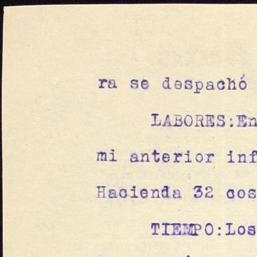 ra se despachó
LABORES:En
mi anterior inf
Hacienda 32 cos
TIEMPO:Los